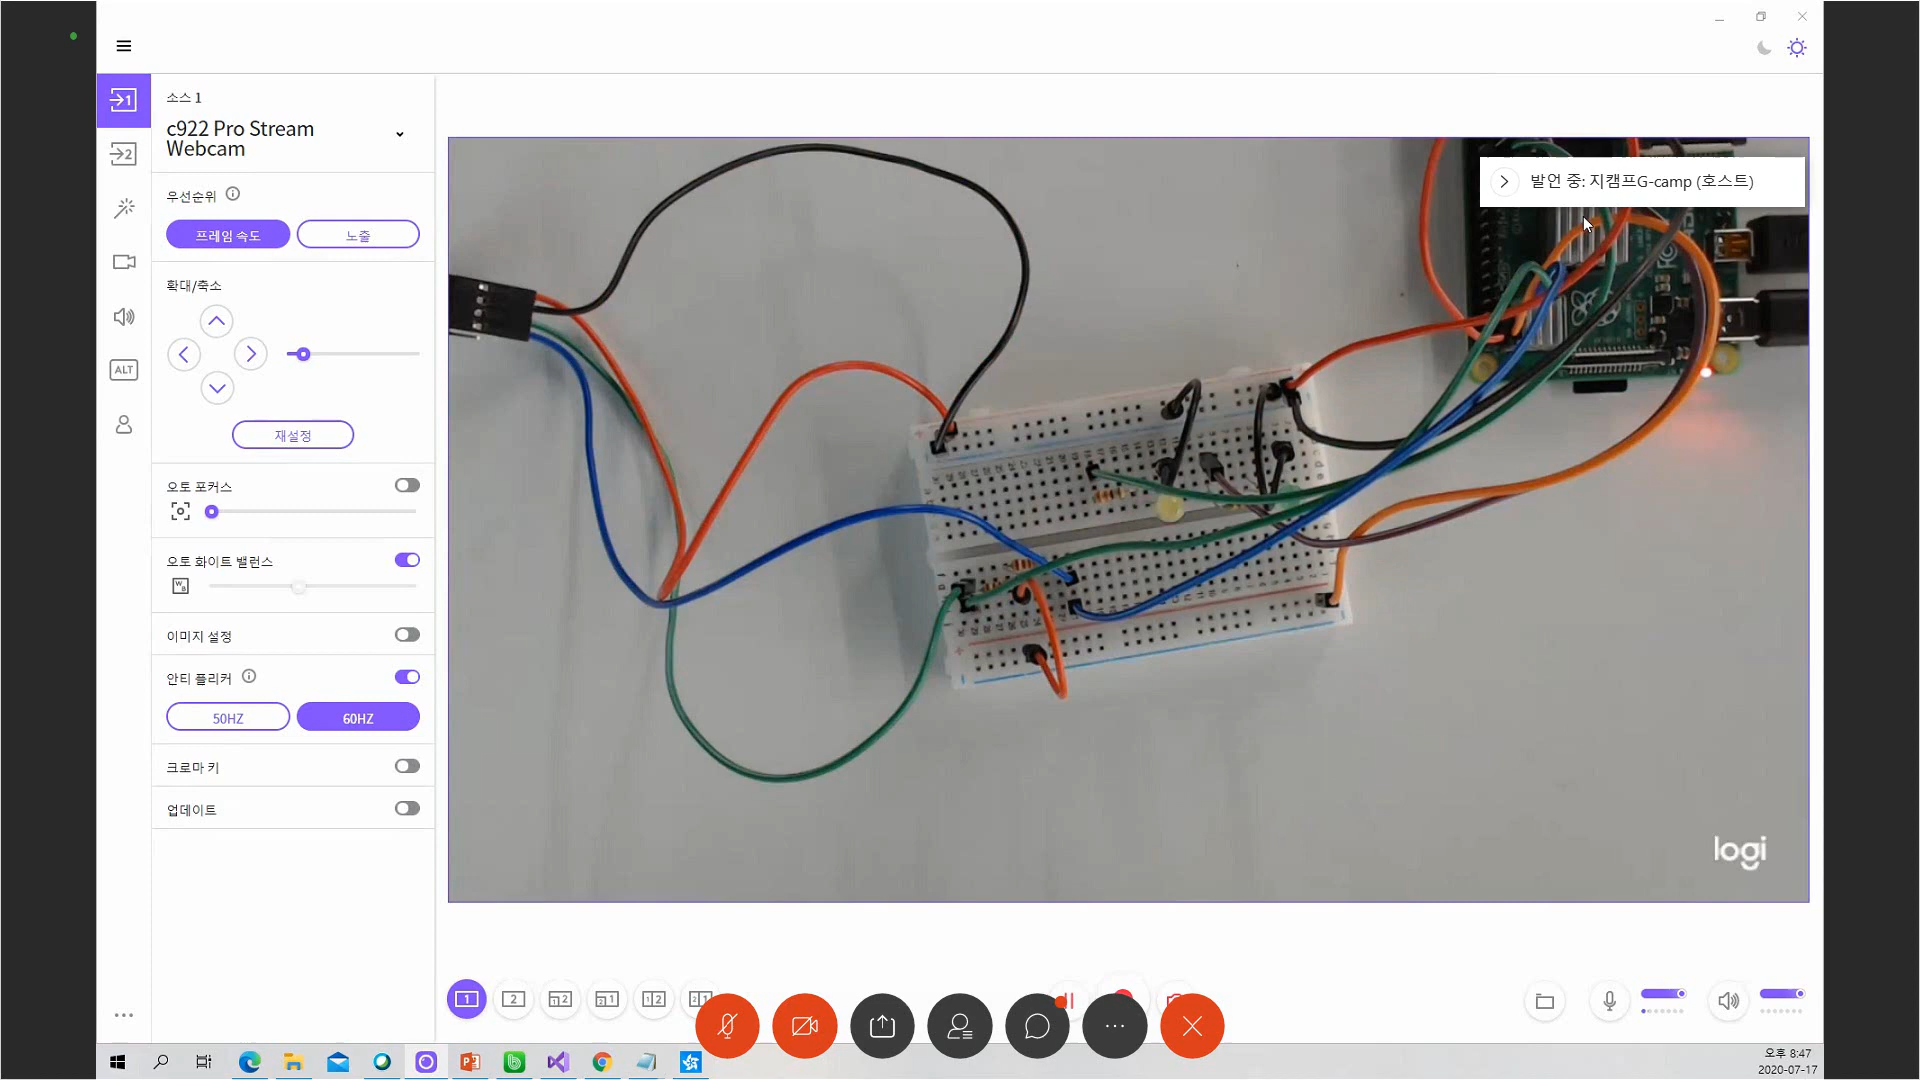 소스 1
c922 Pro Stream
Webcam
우선순위
프레임 속도
노출
확대/축소
재설정
오토 포커스
오토 화이트 밸런스
이미지 설정
안티 플리커
50HZ
60HZ
크로마 키
업데이트
ALT
발언 중: 지캠프G-camp (호스트)
logi
오후 8:47
2020-07-17